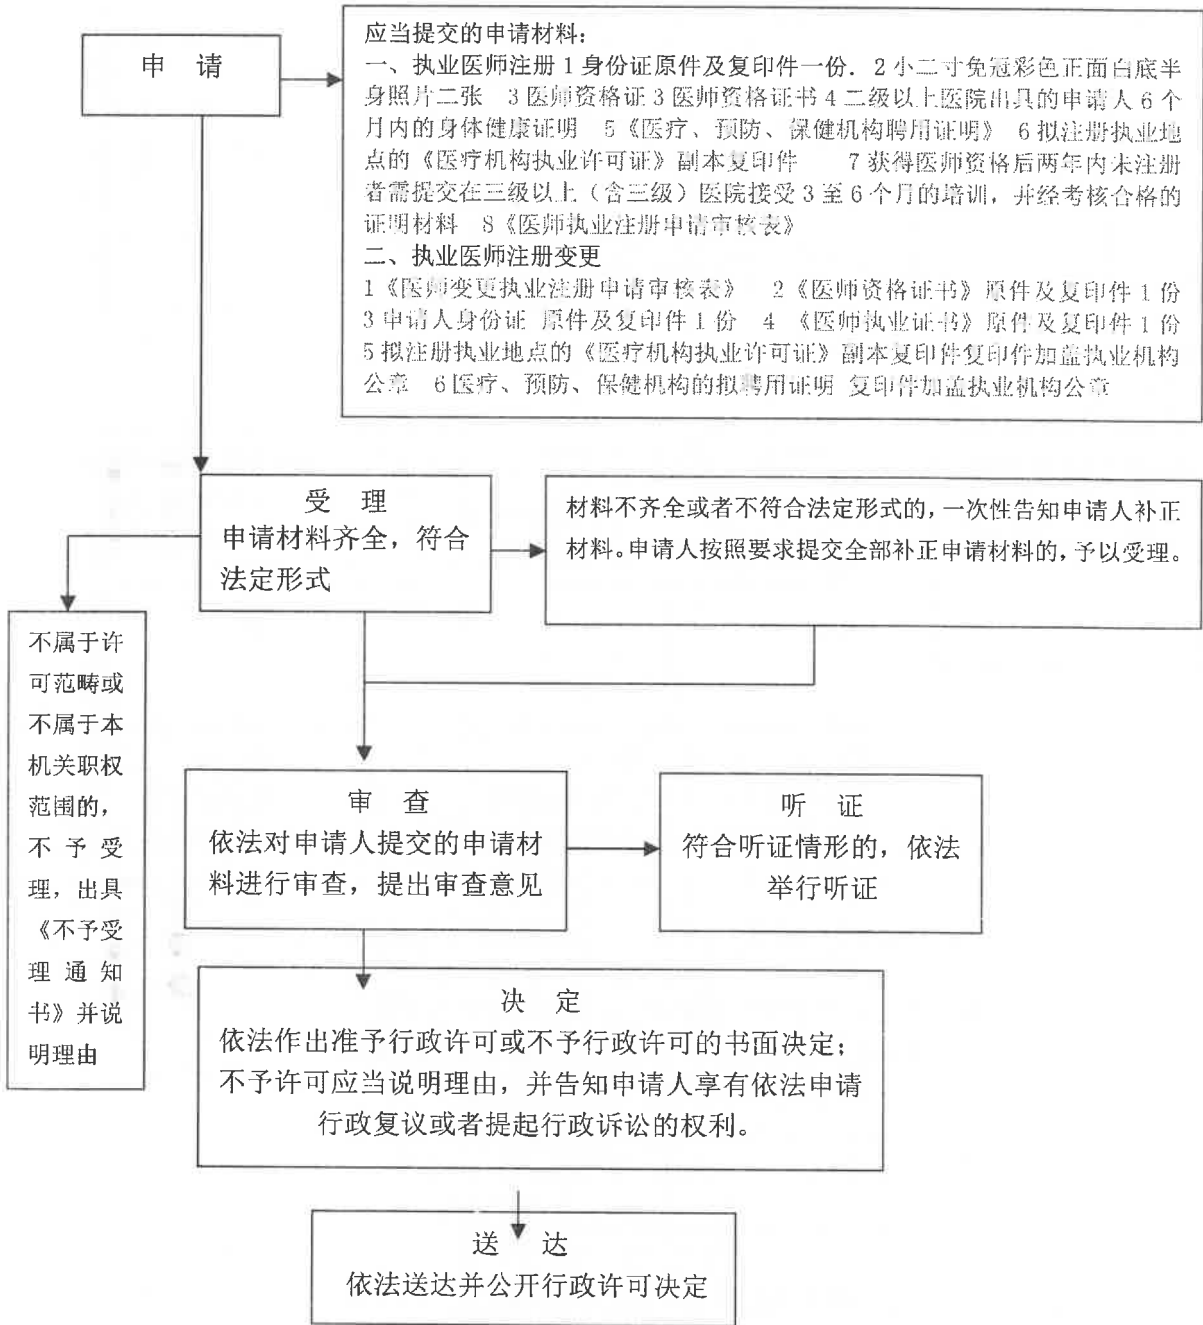 申 请
应当提交的申请材料：
一、执业医师注册 1 身份证原件及复印件一份．2 小二寸免冠彩色正面白底半
身照片二张 3 医师资格证 3 医师资格证书 4 二级以上医院出具的申请人 6 个
月内的身体健康证明 5《医疗、预防、保健机构聘用证明》 6 拟注册执业地
点的《医疗机构执业许可证》副本复印件 7 获得医师资格后两年内未注册
者需提交在三级以上（含三级）医院接受 3 至 6 个月的培训，并经考核合格的
证明材料 8《医师执业注册申请审核表》
二、执业医师注册变更
1《医师变更执业注册申请审核表》 2《医师资格证书》原件及复印件 1 份
3 申请人身份证 原件及复印件 1 份 4 《医师执业证书》原件及复印件 1 份
5 拟注册执业地点的《医疗机构执业许可证》副本复印件复印件加盖执业机构
公章 6 医疗、预防、保健机构的拟聘用证明 复印件加盖执业机构公章
受 理
申请材料齐全，符合
法定形式
材料不齐全或者不符合法定形式的，一次性告知申请人补正
材料。申请人按照要求提交全部补正申请材料的，予以受理。
不属于许
可范畴或
不属于本
机关职权
范围的，
不 予 受
理，出具
《不予受
理 通 知
书》并说
明理由
审 查
依法对申请人提交的申请材
料进行审查，提出审查意见
听 证
符合听证情形的，依法
举行听证
决 定
依法作出准予行政许可或不予行政许可的书面决定；
不予许可应当说明理由，并告知申请人享有依法申请
行政复议或者提起行政诉讼的权利。
送 达
依法送达并公开行政许可决定